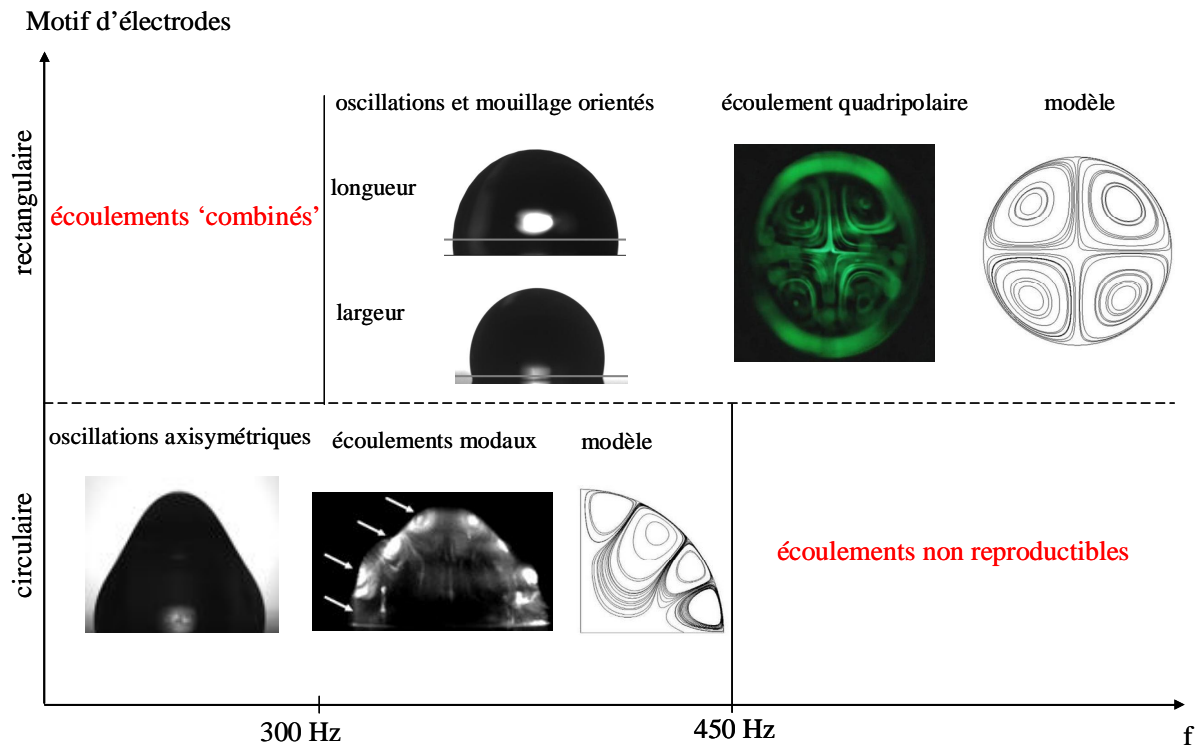 Motif d’électrodes
rectangulaire
écoulements ‘combinés’
oscillations et mouillage orientés
longueur
largeur
écoulement quadripolaire
modèle
circulaire
oscillations axisymétriques
écoulements modaux
modèle
écoulements non reproductibles
300 Hz
450 Hz
f